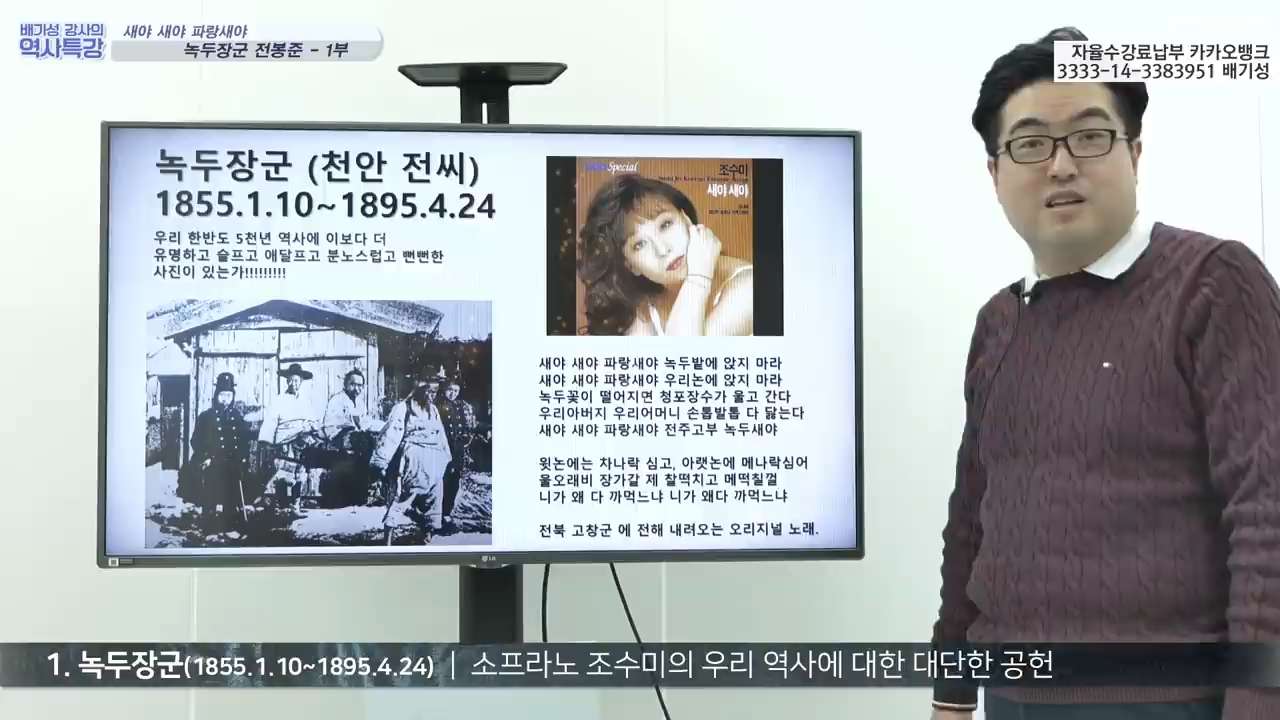 배기성 강사의
역사특강
새야 새야 파랑새야
녹두장군 전봉준 - 1부
자율수강료납부 카카오뱅크
3333-14-3383951 배기성
녹두장군 (천안 전씨)
1855.1.10~1895.4.24
우리 한반도 5천년 역사에 이보다 더
유명하고 슬프고 애달프고 분노스럽고 뻔뻔한
사진이 있는가!!!!!!!!!
Special
조수미
새야 새야
새야 새야 파랑새야 녹두밭에 앉지 마라
새야 새야 파랑새야 우리논에 앉지 마라
녹두꽃이 떨어지면 청포장수가 울고 간다
우리아버지 우리어머니 손톱발톱 다 닳는다
새야 새야 파랑새야 전주고부 녹두새야
윗논에는 차나락 심고, 아랫논에 메나락심어
울오래비 장가갈 제 찰떡치고 메떡칠껄
니가 왜 다 까먹느냐 니가 왜다 까먹느냐
전북 고창군 에 전해 내려오는 오리지널 노래.
LG
1. 녹두장군(1855.1.10~1895.4.24) | 소프라노 조수미의 우리 역사에 대한 대단한 공헌